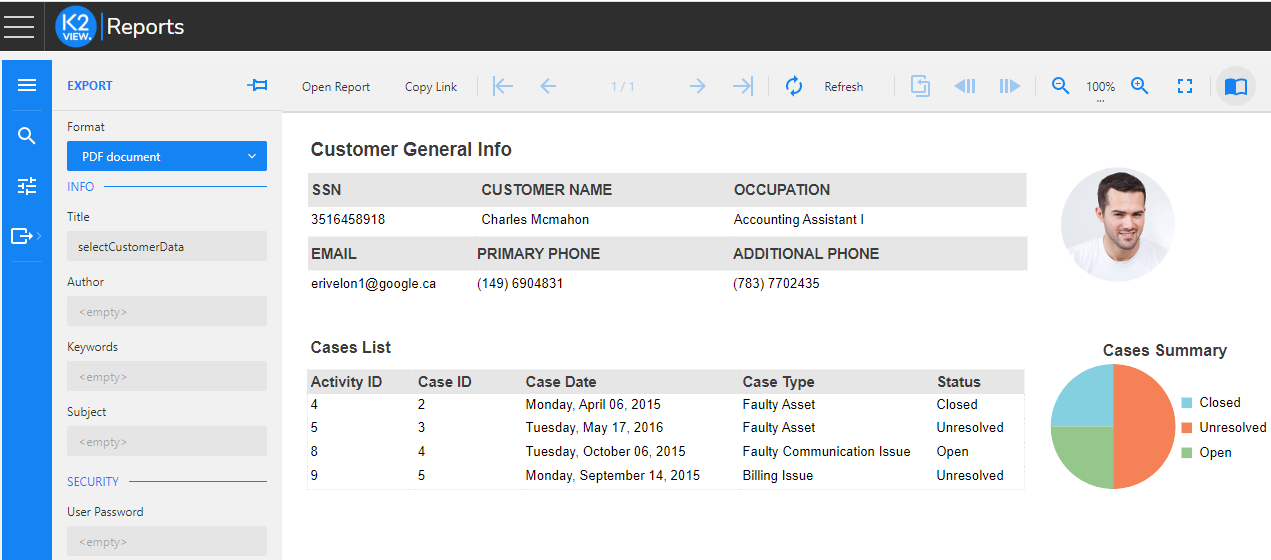 K2 VIEW. Reports
EXPORT
Open Report Copy Link 1 / 1 Refresh 100% ...
Format
PDF document
INFO
Title
selectCustomerData
Author
<empty>
Keywords
<empty>
Subject
<empty>
SECURITY
User Password
<empty>
Customer General Info
SSN CUSTOMER NAME OCCUPATION
3516458918 Charles Mcmahon Accounting Assistant I
EMAIL PRIMARY PHONE ADDITIONAL PHONE
erivelon1@google.ca (149) 6904831 (783) 7702435
Cases List
Activity ID Case ID Case Date Case Type Status
4 2 Monday, April 06, 2015 Faulty Asset Closed
5 3 Tuesday, May 17, 2016 Faulty Asset Unresolved
8 4 Tuesday, October 06, 2015 Faulty Communication Issue Open
9 5 Monday, September 14, 2015 Billing Issue Unresolved
Cases Summary
Closed
Unresolved
Open